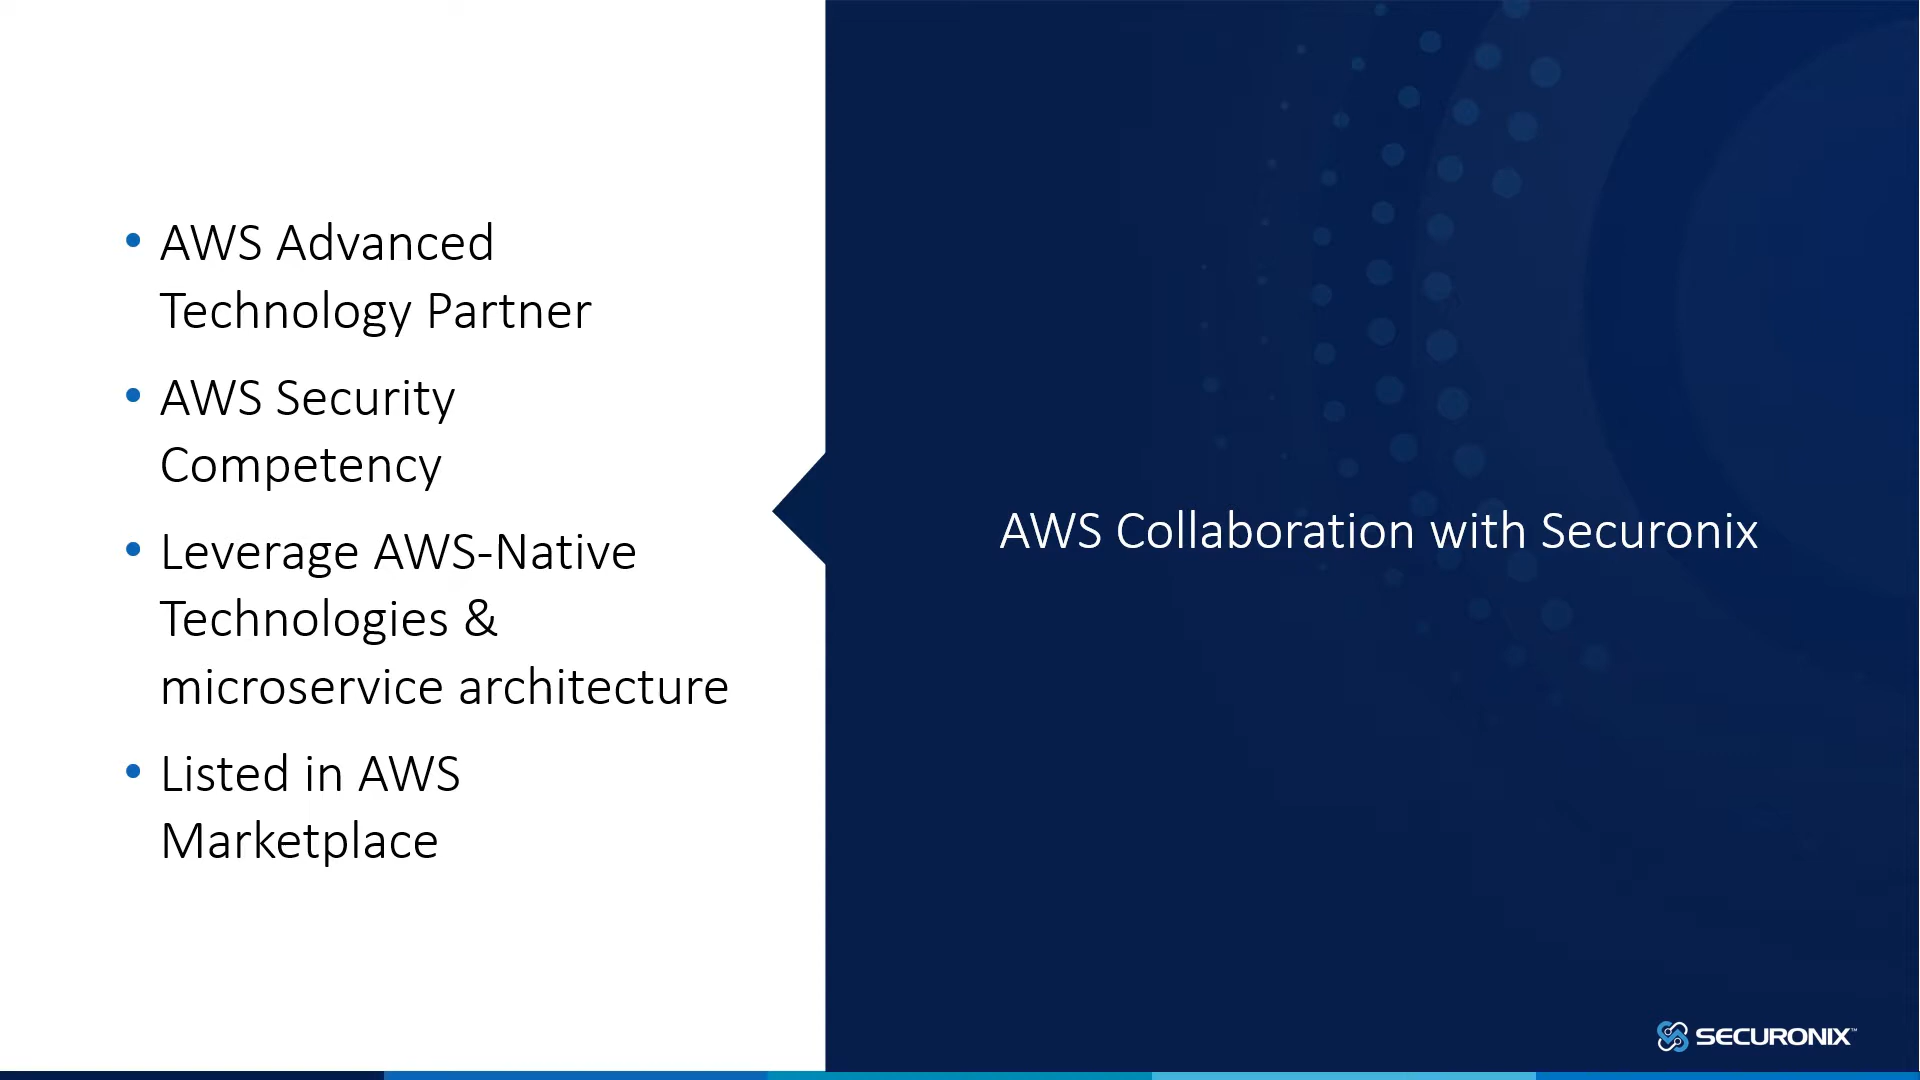 • AWS Advanced
Technology Partner
• AWS Security
Competency
• Leverage AWS-Native
Technologies &
microservice architecture
• Listed in AWS
Marketplace
AWS Collaboration with Securonix
SECURONIX™